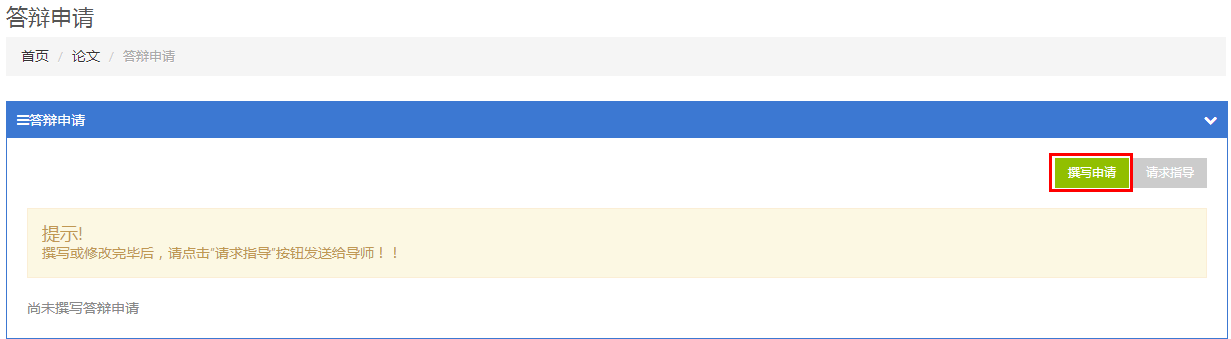 答辩申请
首页 / 论文 / 答辩申请
答辩申请
撰写申请 请求指导
提示!
撰写或修改完毕后，请点击"请求指导"按钮发送给导师！！
尚未撰写答辩申请